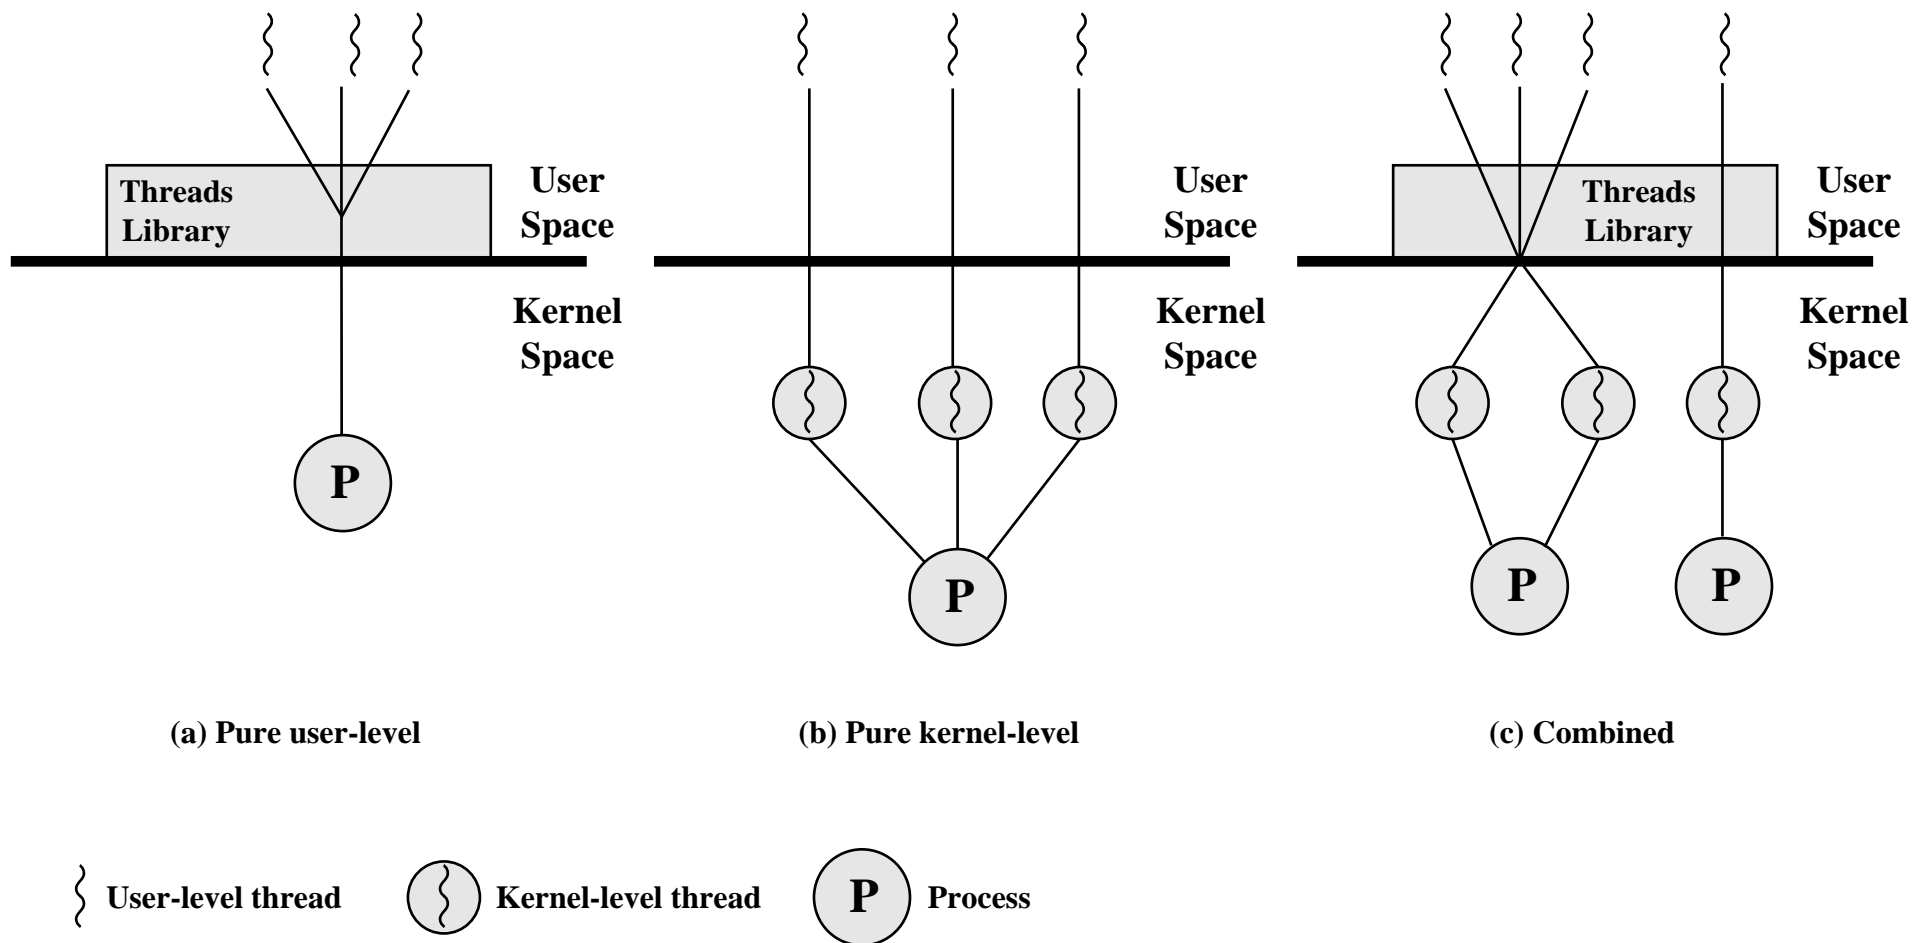 Threads
Library
User
Space
Kernel
Space
P
(a) Pure user-level
User
Space
Kernel
Space
P
(b) Pure kernel-level
Threads
Library
User
Space
Kernel
Space
P
P
(c) Combined
User-level thread
Kernel-level thread
P
Process